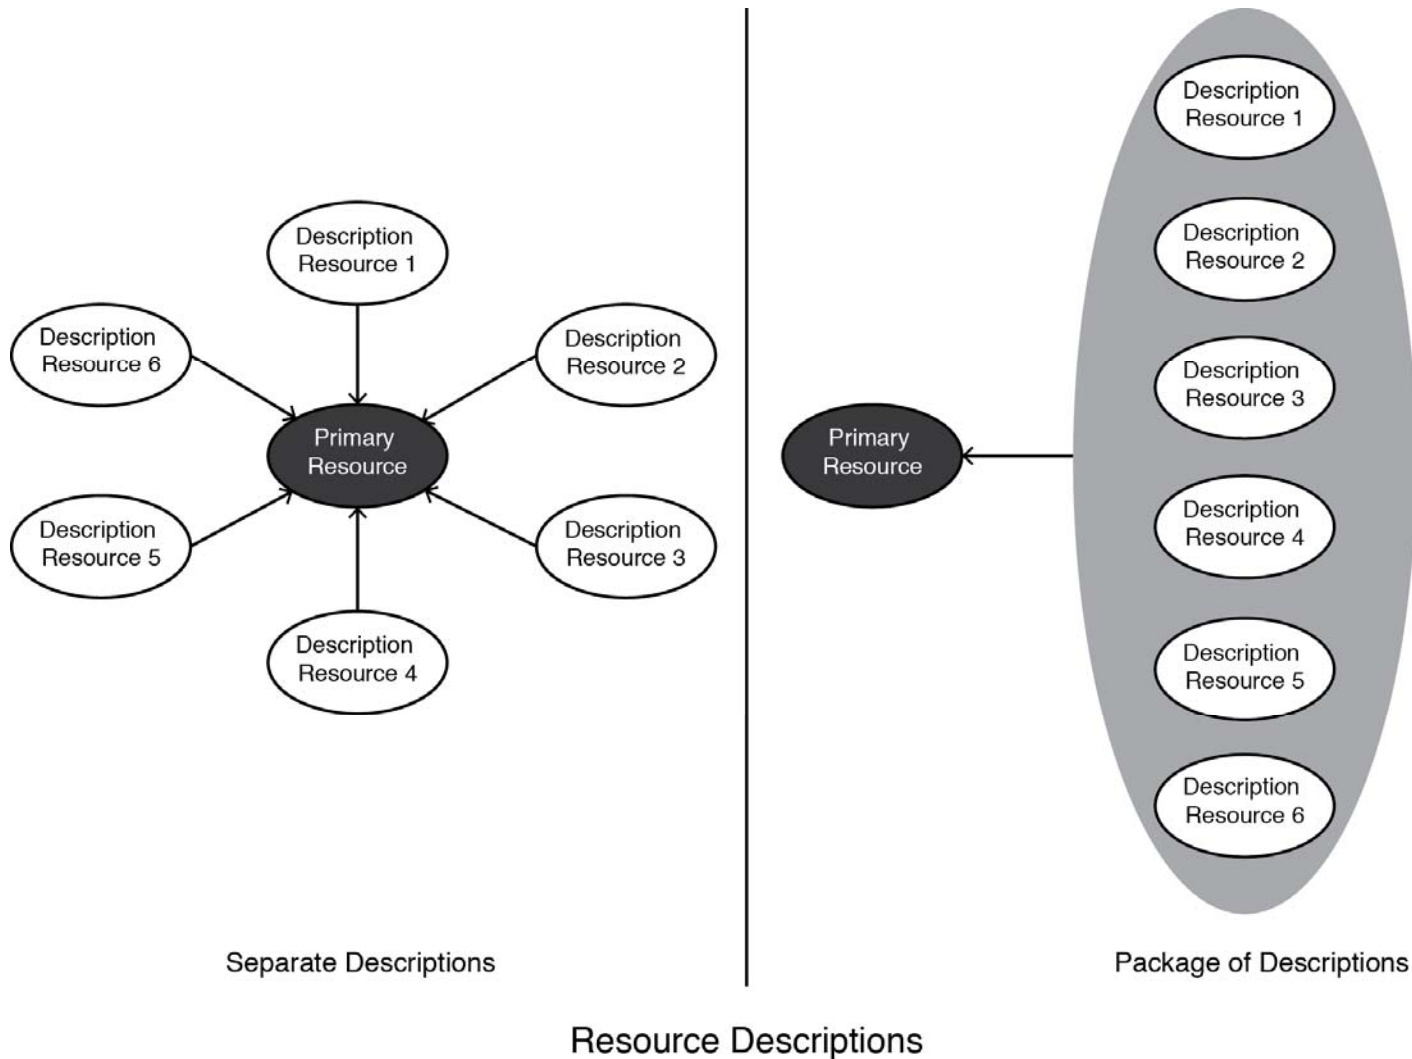 Description
Resource 1
Description
Resource 6
Description
Resource 2
Primary
Resource
Description
Resource 5
Description
Resource 3
Description
Resource 4
Separate Descriptions
Description
Resource 1
Description
Resource 2
Description
Resource 3
Primary
Resource
Description
Resource 4
Description
Resource 5
Description
Resource 6
Package of Descriptions
Resource Descriptions